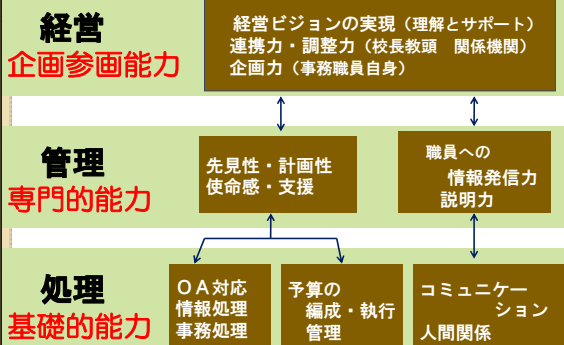 経営
企画参画能力
経営ビジョンの実現（理解とサポート）
連携力・調整力（校長教頭　関係機関）
企画力（事務職員自身）
管理
専門的能力
先見性・計画性
使命感・支援
職員への
情報発信力
説明力
処理
基礎的能力
ＯＡ対応
情報処理
事務処理
予算の
編成・執行
管理
コミュニケー
ション
人間関係